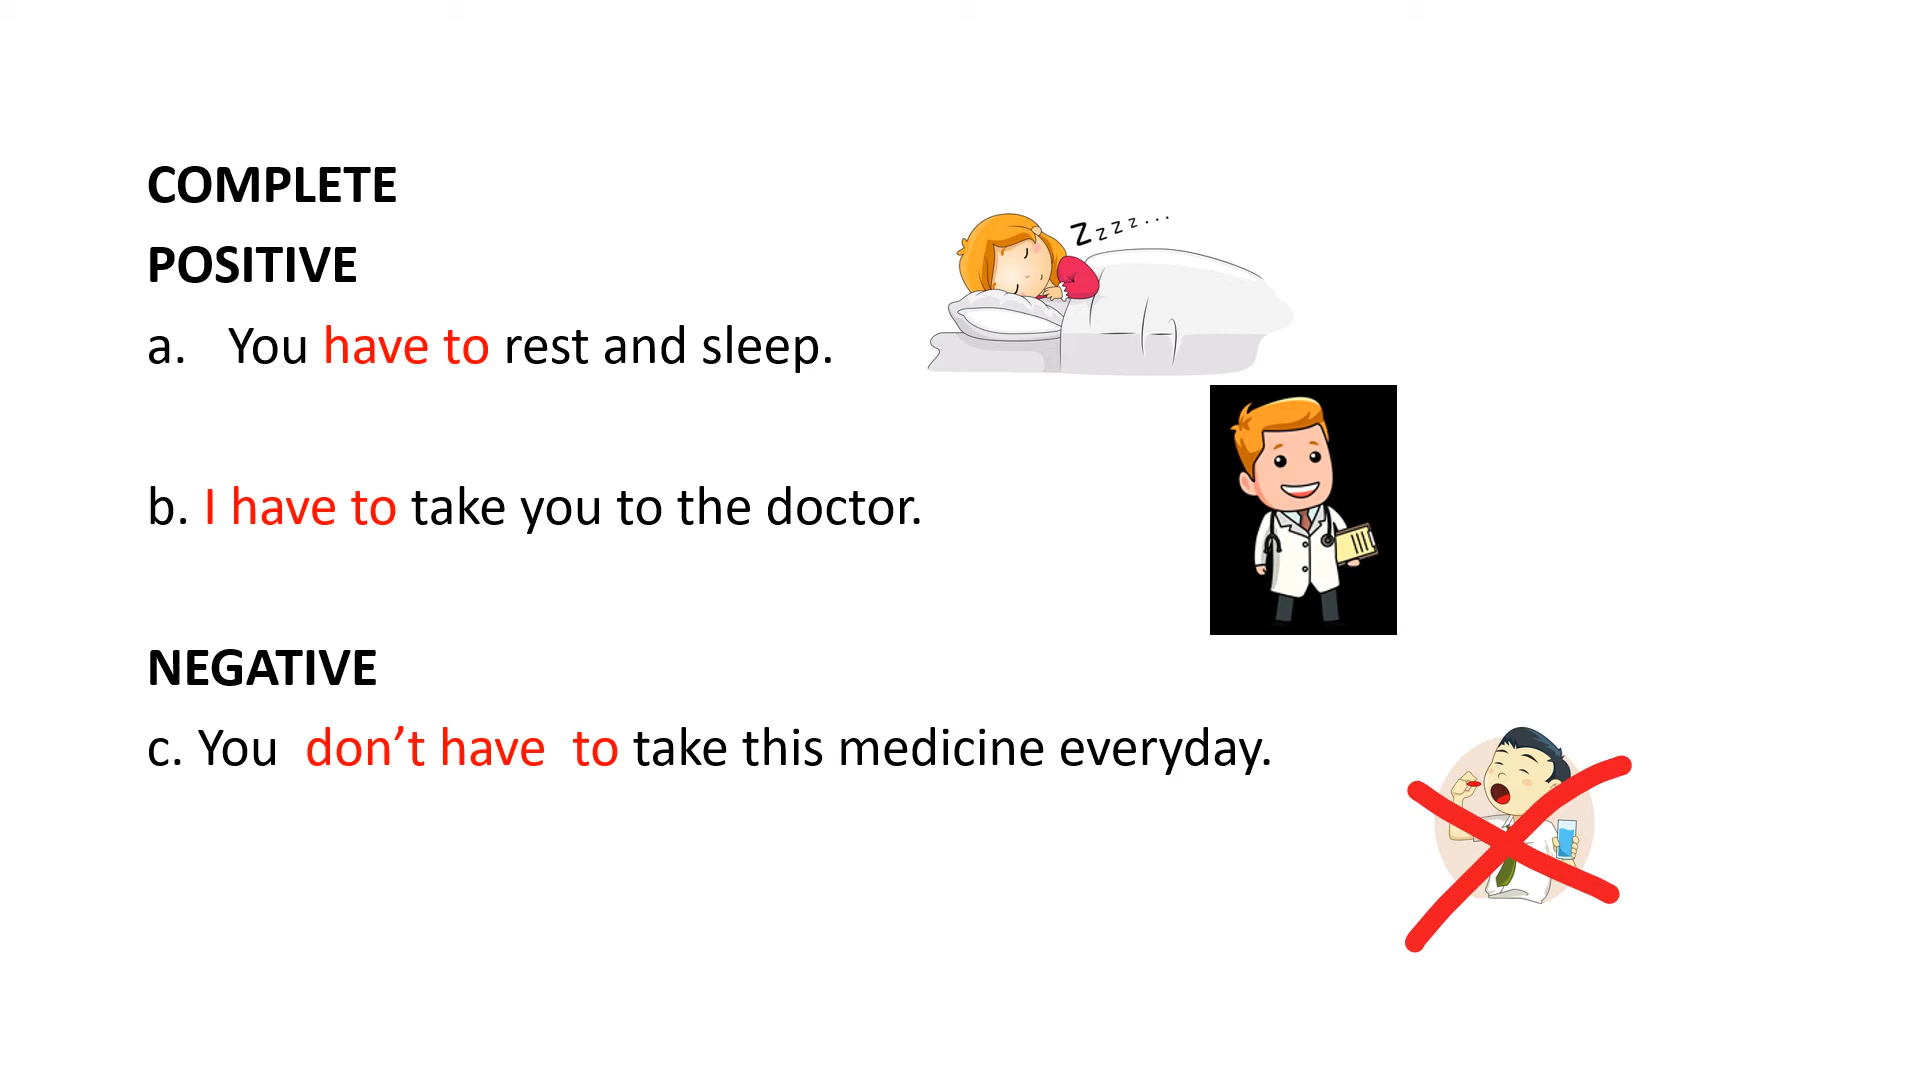 COMPLETE
POSITIVE
Zzzz...
a. You have to rest and sleep.
b. I have to take you to the doctor.
NEGATIVE
c. You don’t have to take this medicine everyday.